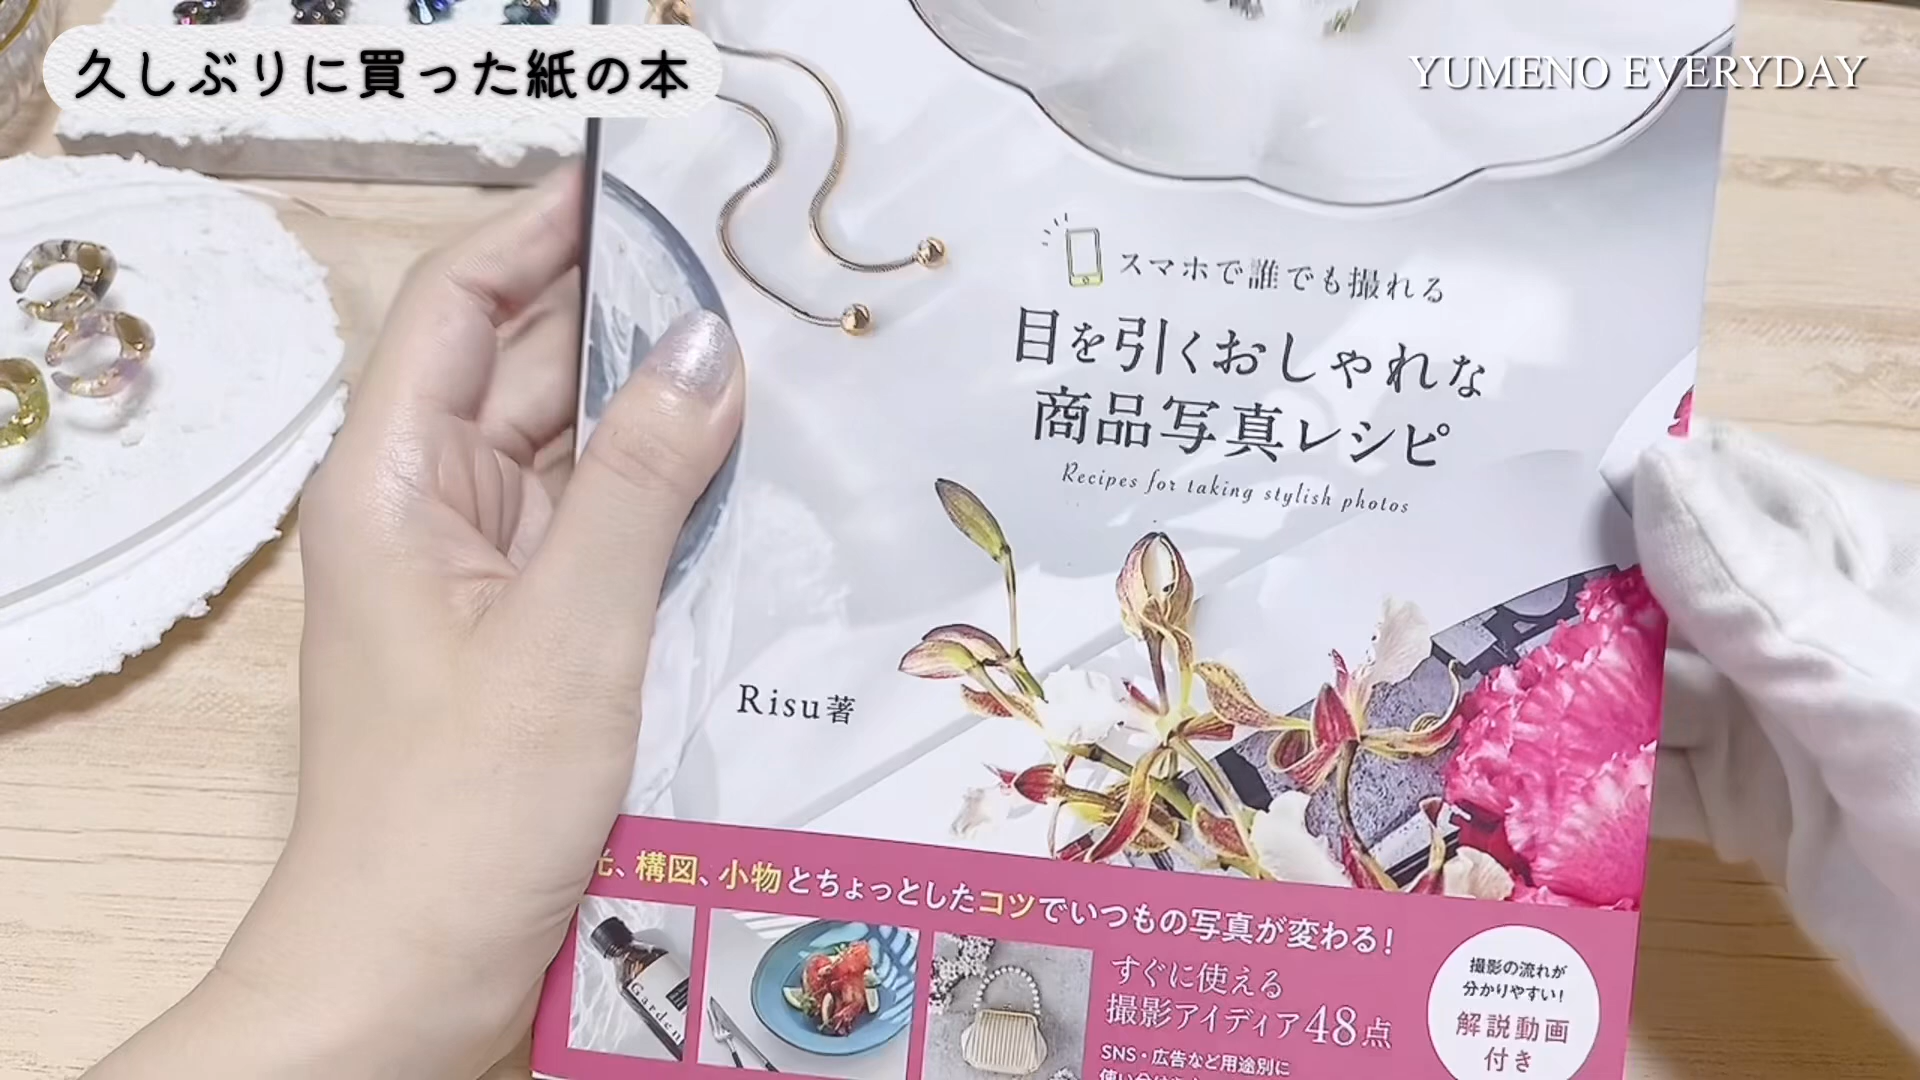 久しぶりに買った紙の本
YUMENO EVERYDAY
スマホで誰でも撮れる
目を引くおしゃれな
商品写真レシピ
Recipes for taking stylish photos
Risu著
光、構図、小物とちょっとしたコツでいつもの写真が変わる!
Garden
すぐに使える
撮影アイディア48点
SNS・広告など用途別に
撮影の流れが
分かりやすい!
解説動画
付き